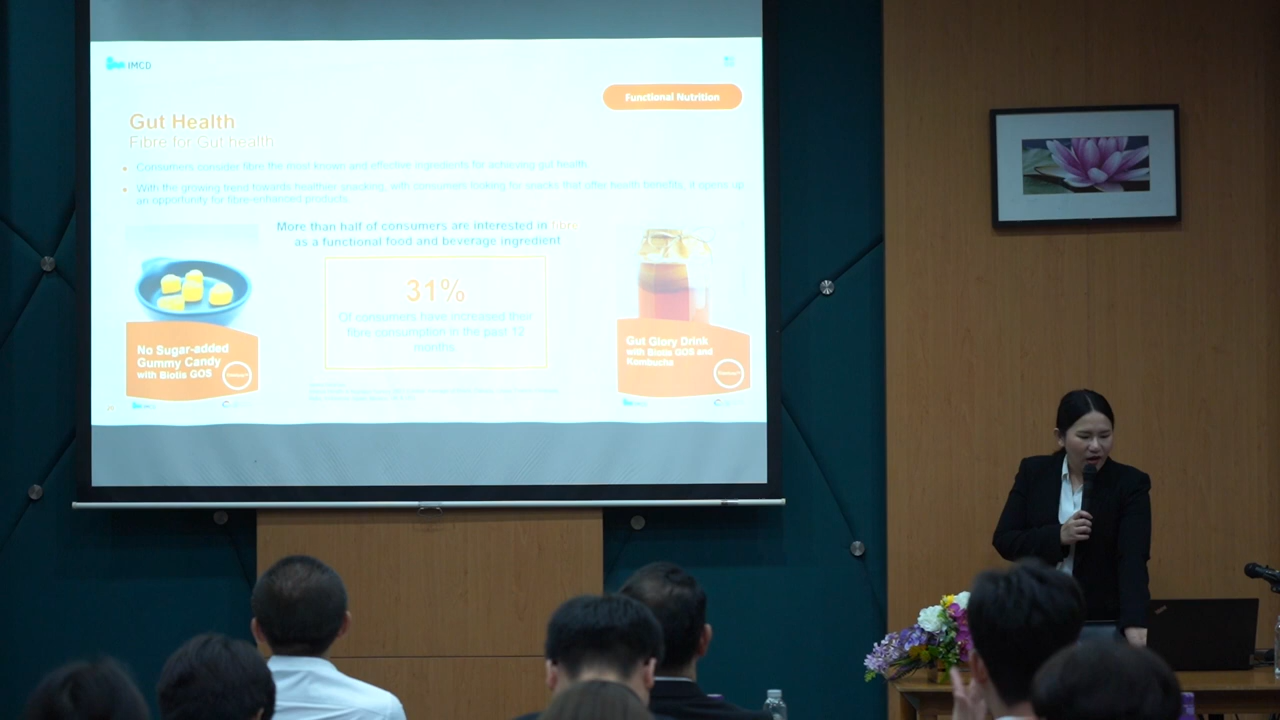 IMCD
Functional Nutrition
Gut Health
Fibre for Gut health
Consumers consider fibre the most known and effective ingredients for achieving gut health.
With the growing trend towards healthier snacking, with consumers looking for snacks that offer health benefits, it opens up
an opportunity for fibre-enhanced products.
More than half of consumers are interested in fibre
as a functional food and beverage ingredient
31%
Of consumers have increased their
fibre consumption in the past 12
months.
No Sugar-added
Gummy Candy
with Biotis GOS
Gut Glory Drink
with Biotis GOS and
Kombucha